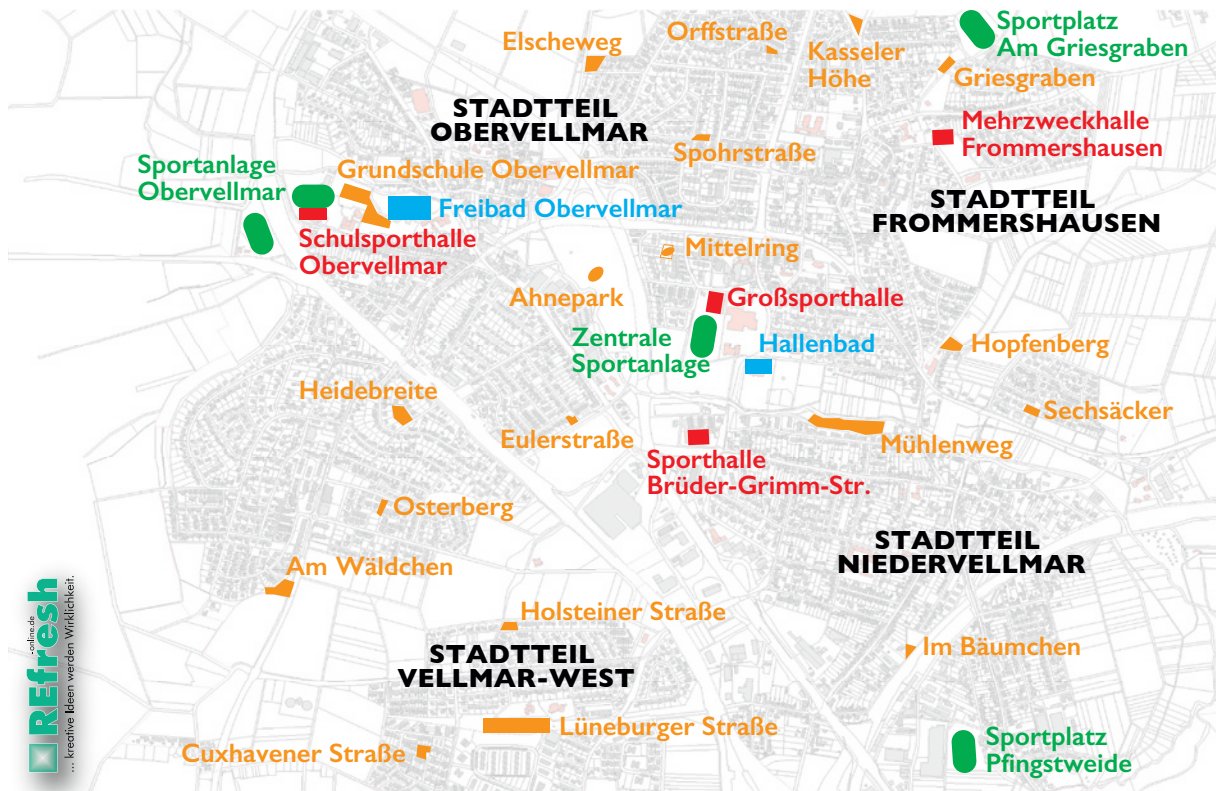 Elscheweg
Orffstraße
Kasseler
Höhe
Sportplatz
Am Griesgraben
Griesgraben
STADTTEIL
OBERVELLMAR
Mehrzweckhalle
Frommershausen
Spohrstraße
Sportanlage
Obervellmar
Grundschule Obervellmar
Freibad Obervellmar
STADTTEIL
FROMMERSHAUSEN
Schulsporthalle
Obervellmar
Mittelring
Ahnepark
Großsporthalle
Zentrale
Sportanlage
Hallenbad
Hopfenberg
Heidebreite
Sechsäcker
Eulerstraße
Mühlenweg
Sporthalle
Brüder-Grimm-Str.
Osterberg
STADTTEIL
NIEDERVELLMAR
Am Wäldchen
Holsteiner Straße
STADTTEIL
VELLMAR-WEST
Im Bäumchen
Lüneburger Straße
Cuxhavener Straße
Sportplatz
Pfingstweide
REfresh
-online.de
... kreative Ideen werden Wirklichkeit.